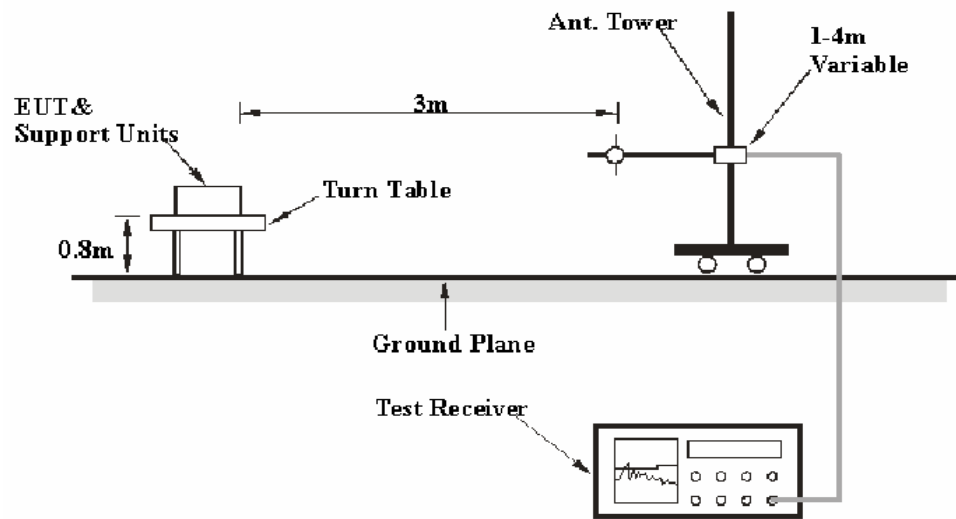 Ant. Tower
1-4m
Variable
3m
EUT&
Support Units
Turn Table
0.8m
Ground Plane
Test Receiver